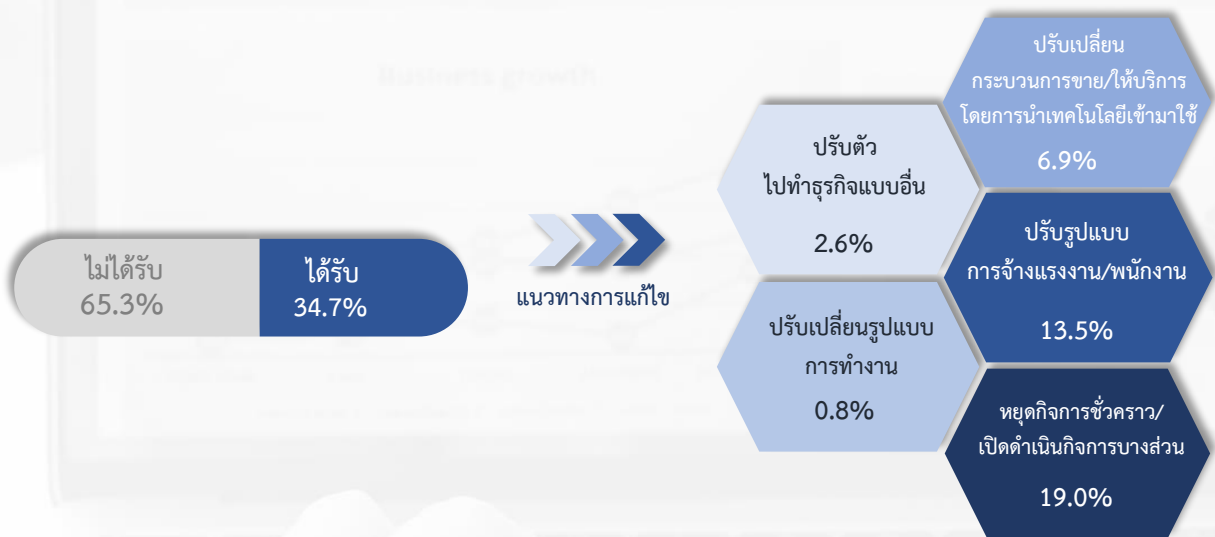 Business growth
ไม่ได้รับ
65.3%
ได้รับ
34.7%
แนวทางการแก้ไข
ปรับตัว
ไปทำธุรกิจแบบอื่น
2.6%
ปรับเปลี่ยนรูปแบบ
การทำงาน
0.8%
ปรับเปลี่ยน
กระบวนการขาย/ให้บริการ
โดยการนำเทคโนโลยีเข้ามาใช้
6.9%
ปรับรูปแบบ
การจ้างแรงงาน/พนักงาน
13.5%
หยุดกิจการชั่วคราว/
เปิดดำเนินกิจการบางส่วน
19.0%